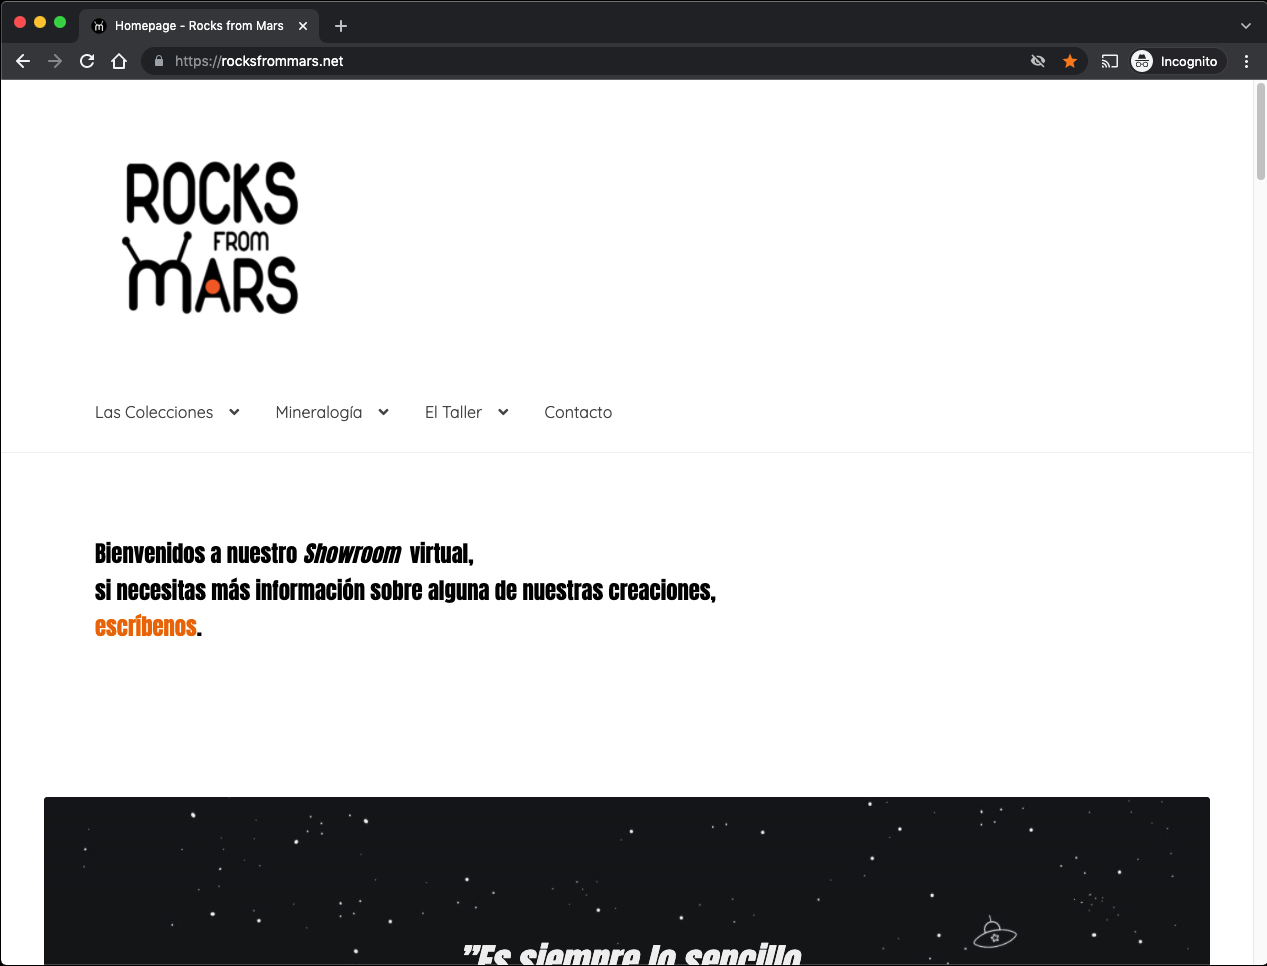 Homepage - Rocks from Mars
https://rocksfrommars.net
Incognito
ROCKS
FROM
MARS
Las Colecciones
Mineralogía
El Taller
Contacto
Bienvenidos a nuestro Showroom virtual,
si necesitas más información sobre alguna de nuestras creaciones,
escríbenos.
"Es siempre lo sencillo